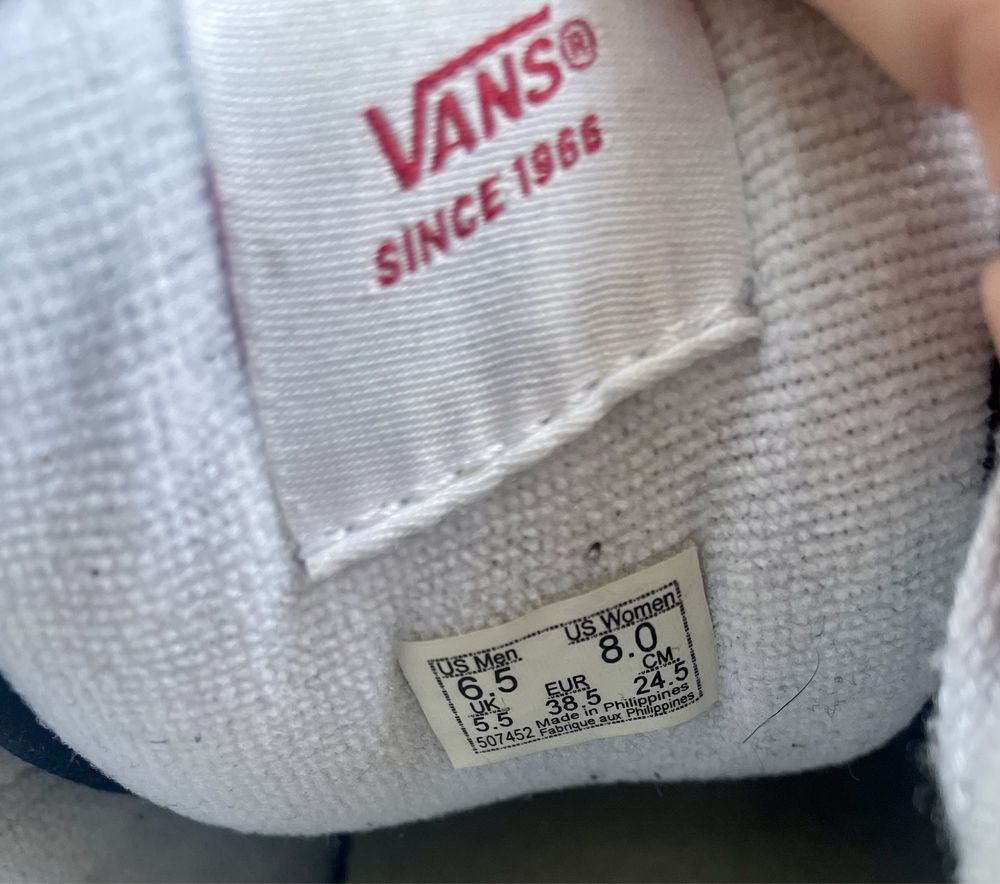 VANS®
SINCE 1966
US Men US Women
6.5 8.0
UK EUR CM.
5.5 38.5 24.5
507452 Made in Philippines
Fabrique aux Philippines